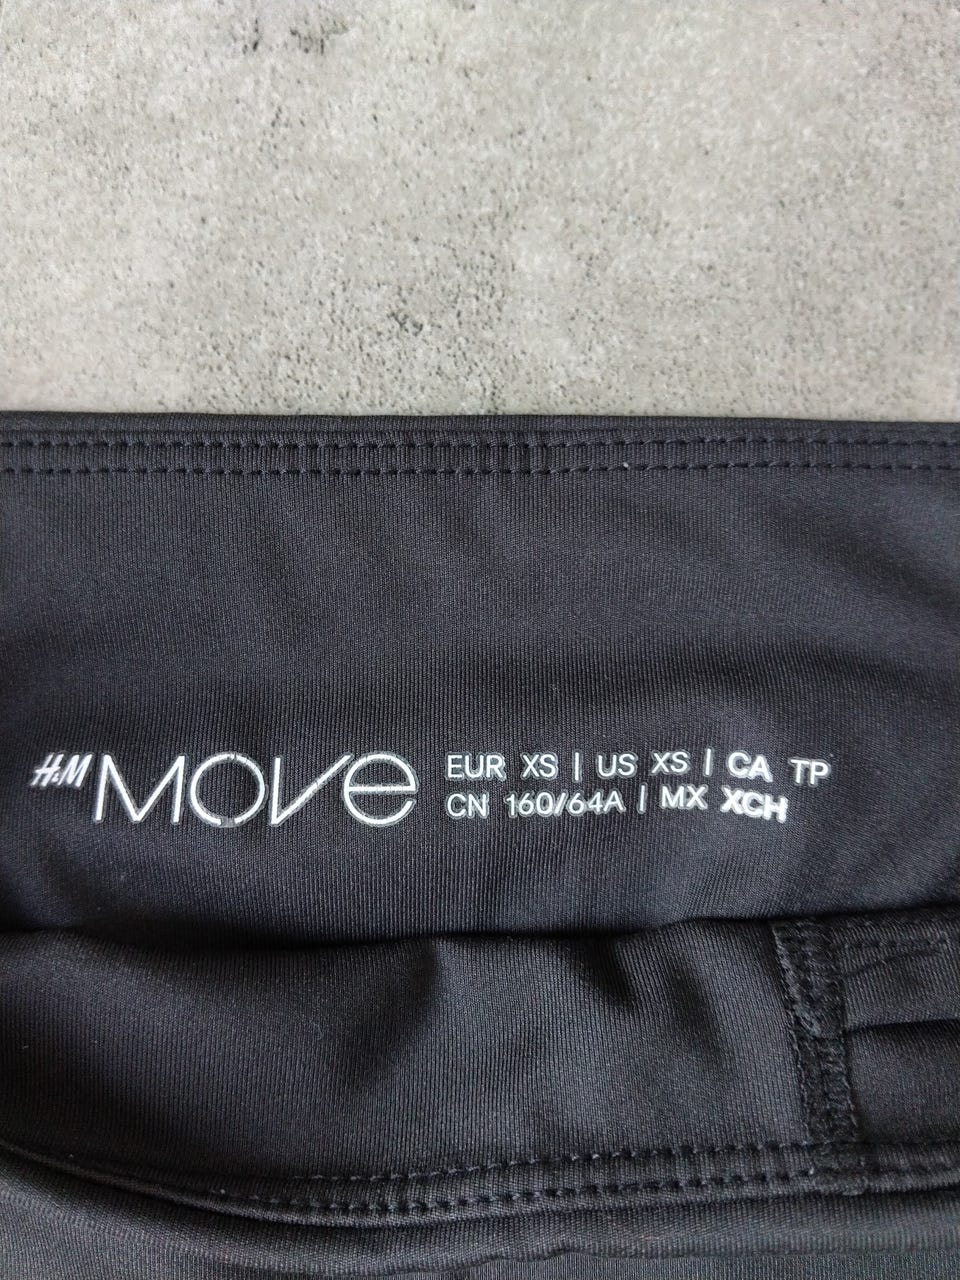 H&M MOVE
EUR XS | US XS | CA TP
CN 160/64A | MX XCH